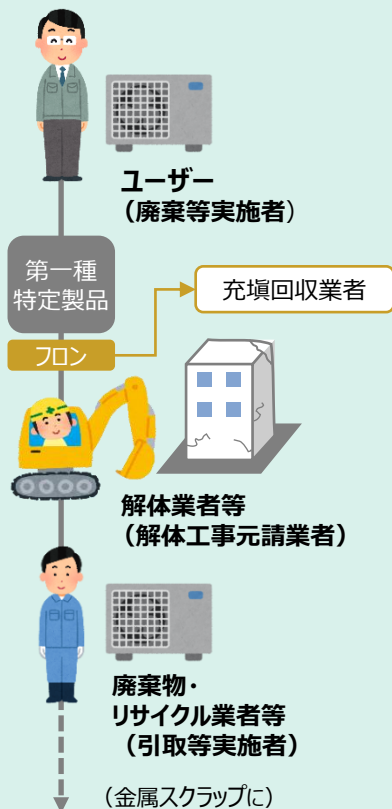 ユーザー
（廃棄等実施者）
第一種
特定製品
充塡回収業者
フロン
解体業者等
（解体工事元請業者）
廃棄物・
リサイクル業者等
（引取等実施者）
（金属スクラップに）